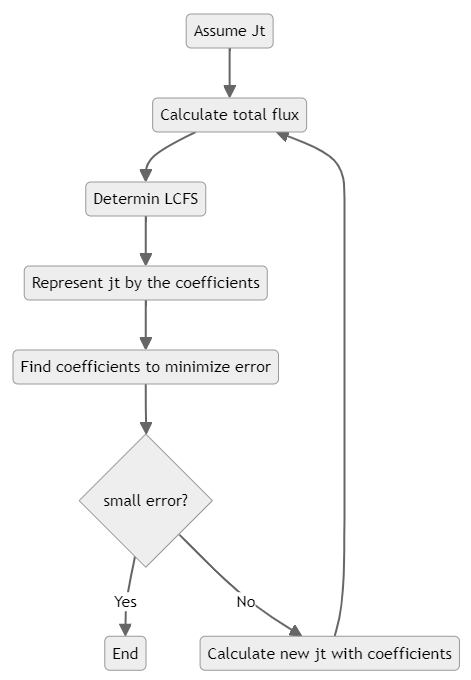 Assume Jt
Calculate total flux
Determin LCFS
Represent jt by the coefficients
Find coefficients to minimize error
small error?
Yes
No
End
Calculate new jt with coefficients